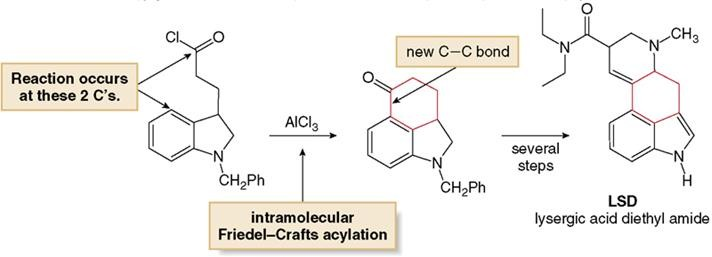 Cl
O
Reaction occurs
at these 2 C's.
N
CH2Ph
AlCl3
intramolecular
Friedel–Crafts acylation
new C–C bond
O
N
CH2Ph
several
steps
O
N
N
CH3
N
H
LSD
lysergic acid diethyl amide